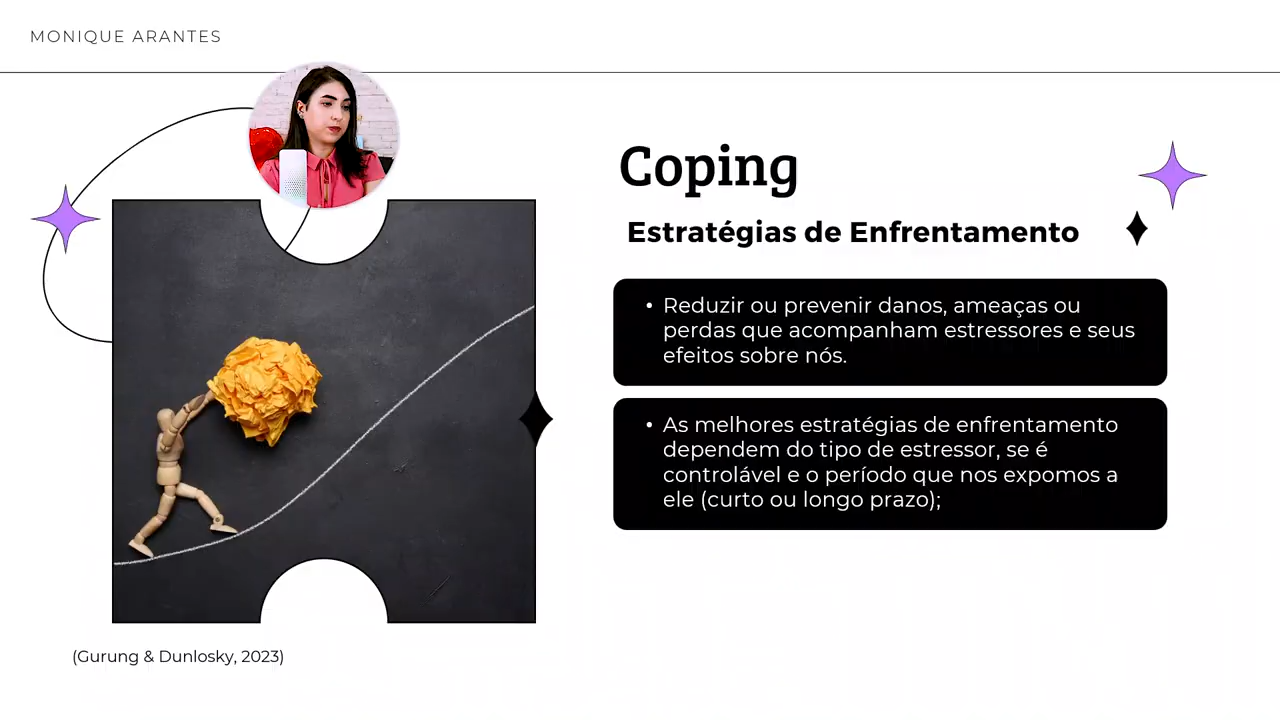 MONIQUE ARANTES
Coping
Estratégias de Enfrentamento
• Reduzir ou prevenir danos, ameaças ou
perdas que acompanham estressores e seus
efeitos sobre nós.
• As melhores estratégias de enfrentamento
dependem do tipo de estressor, se é
controlável e o período que nos expomos a
ele (curto ou longo prazo);
(Gurung & Dunlosky, 2023)